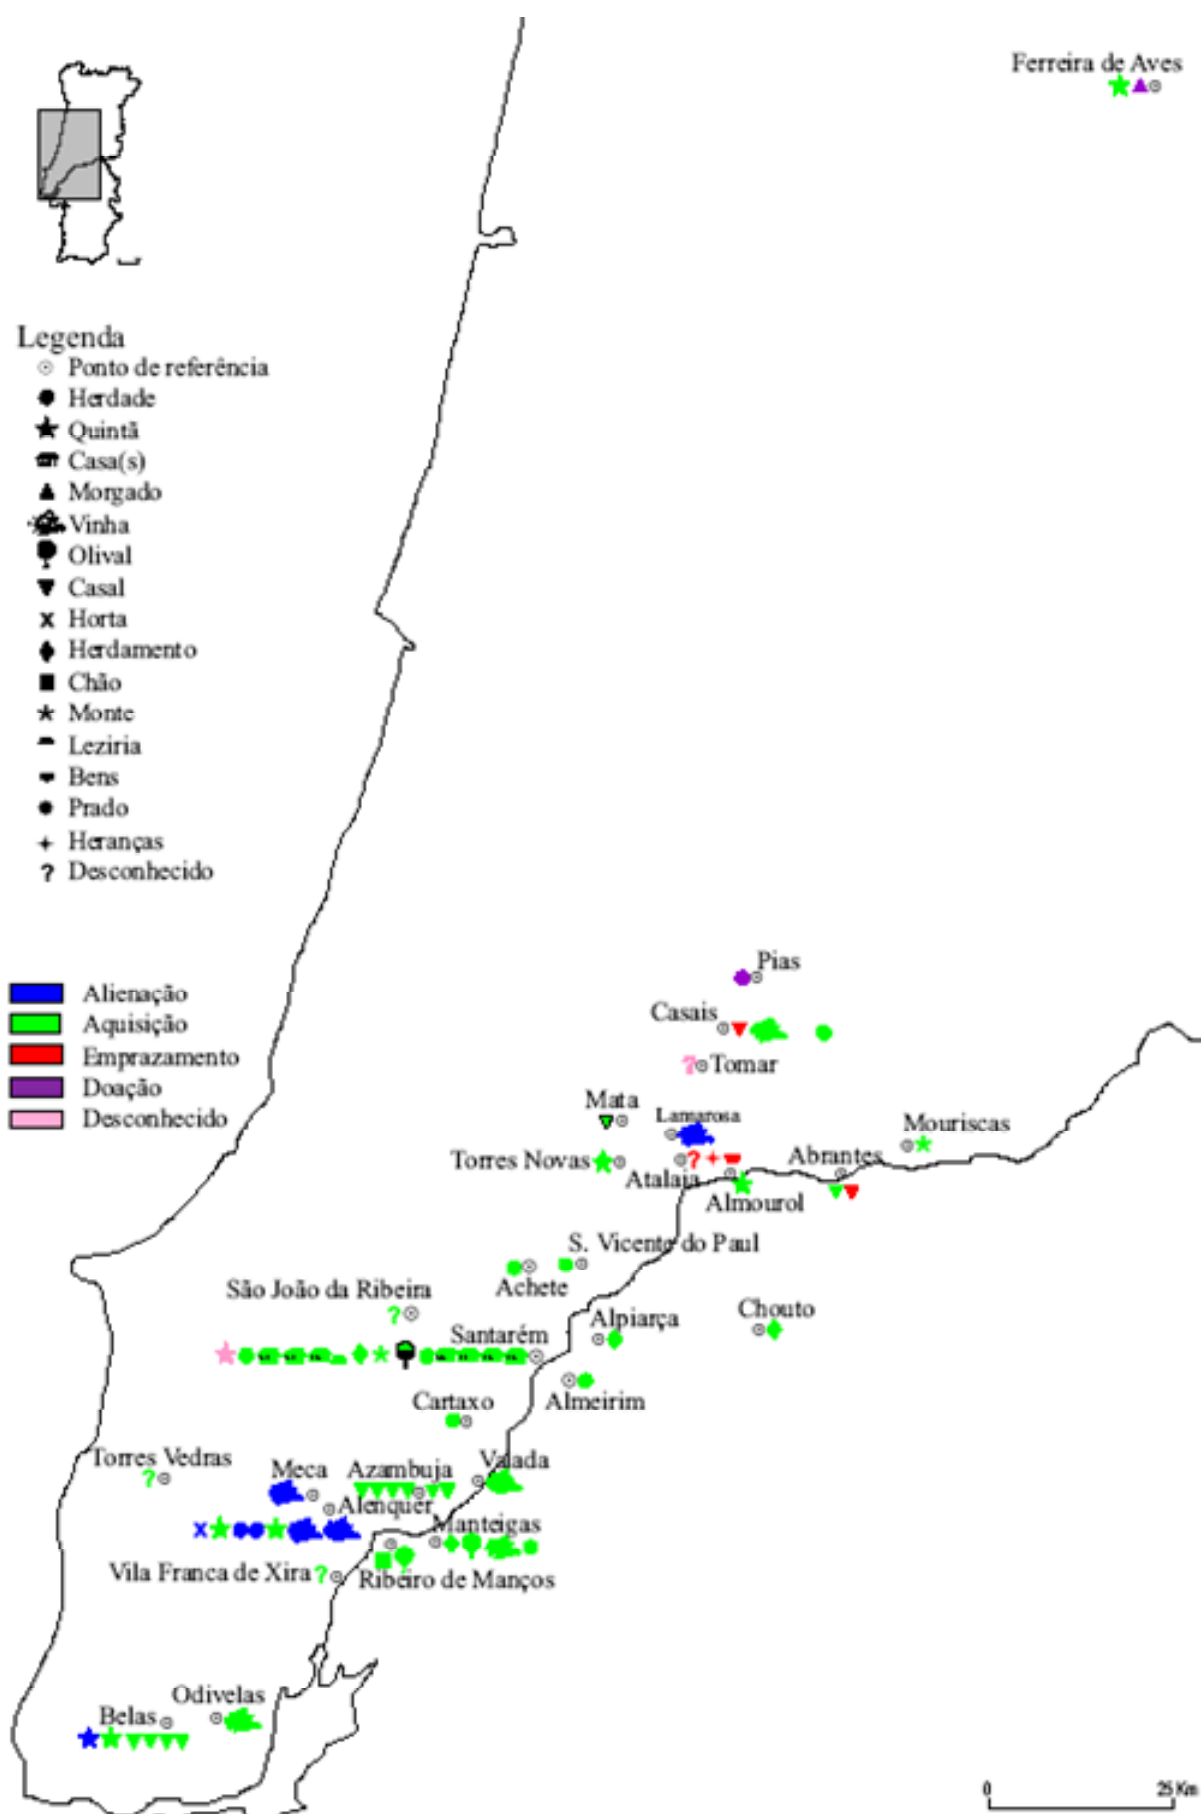 Ferreira de Aves
Legenda
Ponto de referência
Herdade
Quintã
Casa(s)
Morgado
Vinha
Olival
Casal
x Horta
Herdamento
Chão
Monte
Leziria
Bens
Prado
Heranças
? Desconhecido
Alienação
Aquisição
Emprazamento
Doação
Desconhecido
Pias
Casais
? Tomar
Mata
Lamarosa
Mouriscas
Torres Novas
?
Abrantes
Atalaia
Almourol
S. Vicente do Paul
Achete
São João da Ribeira
?
Alpiarça
Chouto
Santarém
Almeirim
Cartaxo
Torres Vedras
?
Meca
Azambuja
Valada
Alenquer
x
Manteigas
Vila Franca de Xira ?
Ribeiro de Manços
Odivelas
Belas
0 25 Km